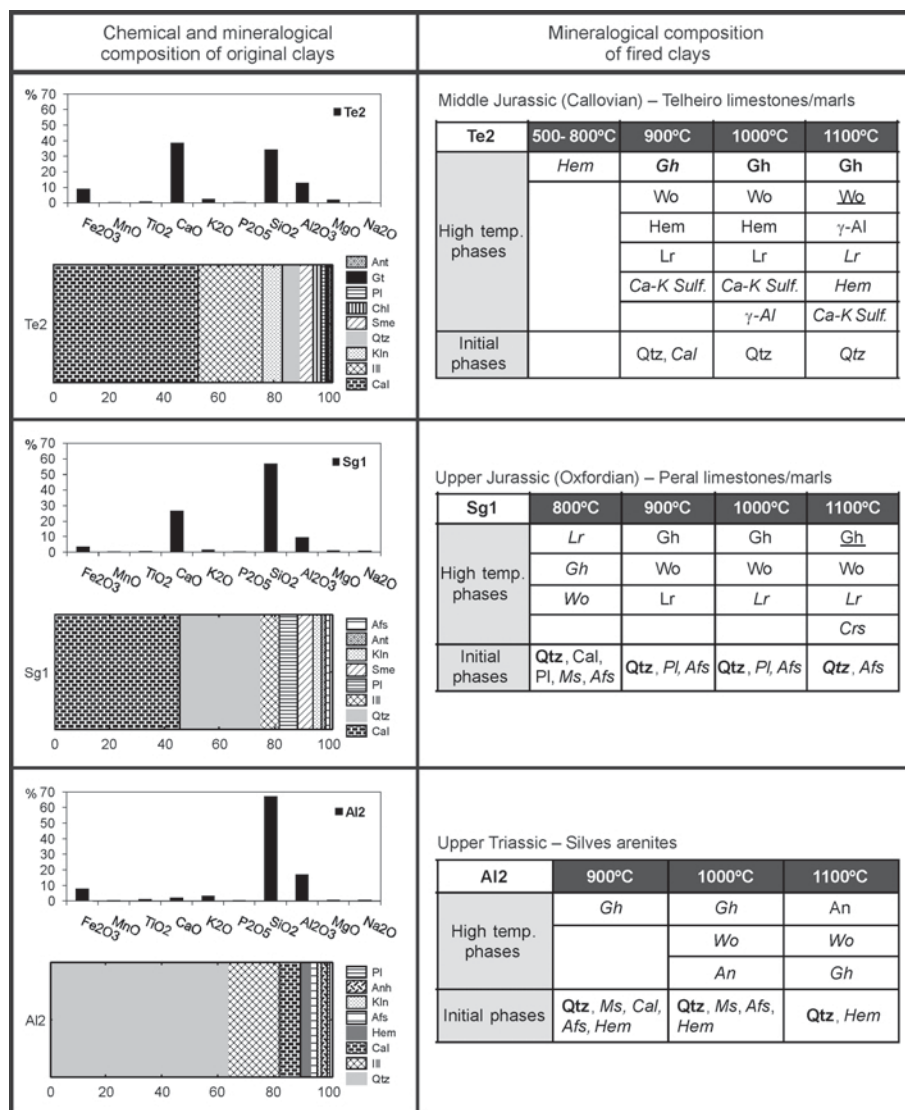 Chemical and mineralogical
composition of original clays
Mineralogical composition
of fired clays
% 70
60
50
40
30
20
10
0
Te2
Fe2O3 MnO TiO2 CaO K2O P2O5 SiO2 Al2O3 MgO Na2O
Te2
Ant
Gt
Pl
Chl
Sme
Qtz
Kln
Ill
Cal
0 20 40 60 80 100
Middle Jurassic (Callovian) – Telheiro limestones/marls
Te2 500- 800ºC 900ºC 1000ºC 1100ºC
High temp.
phases
Hem Gh Gh Gh
Wo Wo Wo
Hem Hem γ-Al
Lr Lr Lr
Ca-K Sulf. Ca-K Sulf. Hem
γ-Al Ca-K Sulf.
Initial
phases
Qtz, Cal Qtz Qtz
% 70
60
50
40
30
20
10
0
Sg1
Fe2O3 MnO TiO2 CaO K2O P2O5 SiO2 Al2O3 MgO Na2O
Sg1
Afs
Ant
Kln
Sme
Pl
Ill
Qtz
Cal
0 20 40 60 80 100
Upper Jurassic (Oxfordian) – Peral limestones/marls
Sg1 800ºC 900ºC 1000ºC 1100ºC
High temp.
phases
Lr Gh Gh Gh
Gh Wo Wo Wo
Wo Lr Lr Lr
Crs
Initial
phases
Qtz, Cal,
Pl, Ms, Afs
Qtz, Pl, Afs
Qtz, Pl, Afs
Qtz, Afs
% 70
60
50
40
30
20
10
0
Al2
Fe2O3 MnO TiO2 CaO K2O P2O5 SiO2 Al2O3 MgO Na2O
Al2
Pl
Anh
Kln
Afs
Hem
Cal
Ill
Qtz
0 20 40 60 80 100
Upper Triassic – Silves arenites
Al2 900ºC 1000ºC 1100ºC
High temp.
phases
Gh Gh An
Wo Wo
An Gh
Initial phases
Qtz, Ms, Cal,
Afs, Hem
Qtz, Ms, Afs,
Hem
Qtz, Hem